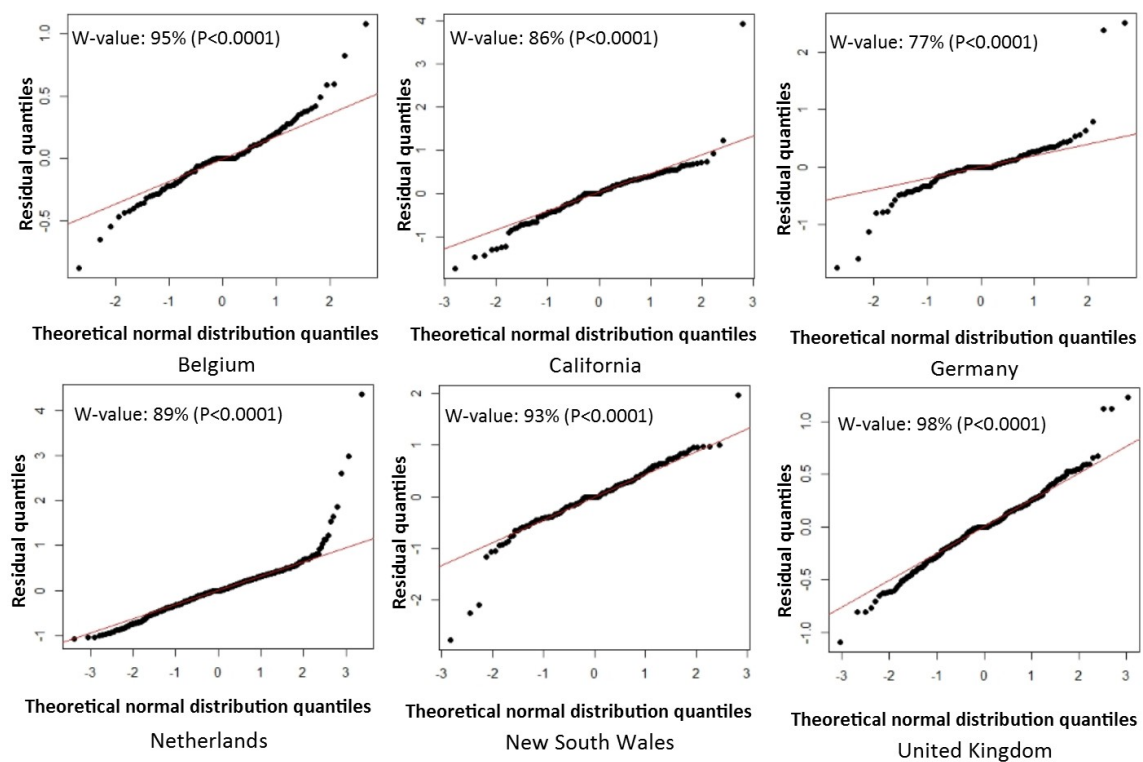 W-value: 95% (P<0.0001)
1.0
0.5
0.0
-0.5
Residual quantiles
-2 -1 0 1 2
Theoretical normal distribution quantiles
Belgium
W-value: 86% (P<0.0001)
4
3
2
1
0
-1
Residual quantiles
-3 -2 -1 0 1 2 3
Theoretical normal distribution quantiles
California
W-value: 77% (P<0.0001)
2
1
0
-1
Residual quantiles
-2 -1 0 1 2
Theoretical normal distribution quantiles
Germany
W-value: 89% (P<0.0001)
4
3
2
1
0
-1
Residual quantiles
-3 -2 -1 0 1 2 3
Theoretical normal distribution quantiles
Netherlands
W-value: 93% (P<0.0001)
2
1
0
-1
-2
Residual quantiles
-3 -2 -1 0 1 2 3
Theoretical normal distribution quantiles
New South Wales
W-value: 98% (P<0.0001)
1.0
0.5
0.0
-0.5
-1.0
Residual quantiles
-3 -2 -1 0 1 2 3
Theoretical normal distribution quantiles
United Kingdom